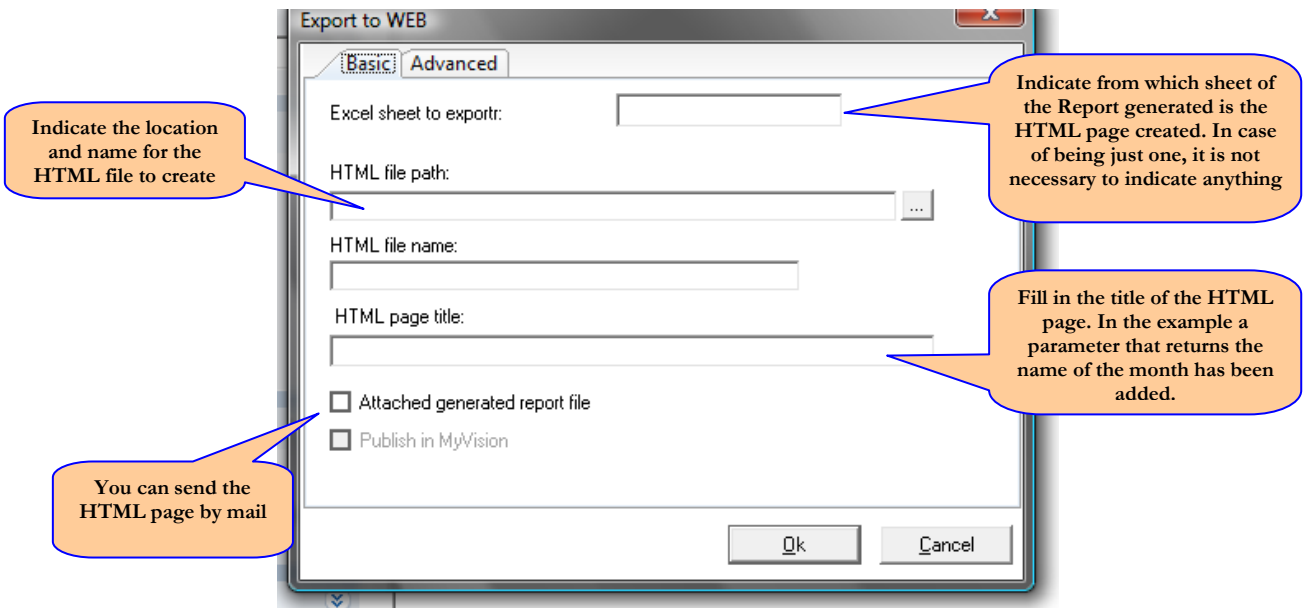 Export to WEB
Basic
Advanced
Excel sheet to exportr:
Indicate from which sheet of
the Report generated is the
HTML page created. In case
of being just one, it is not
necessary to indicate anything
Indicate the location
and name for the
HTML file to create
HTML file path:
...
HTML file name:
HTML page title:
Fill in the title of the HTML
page. In the example a
parameter that returns the
name of the month has been
added.
Attached generated report file
Publish in MyVision
You can send the
HTML page by mail
Ok
Cancel